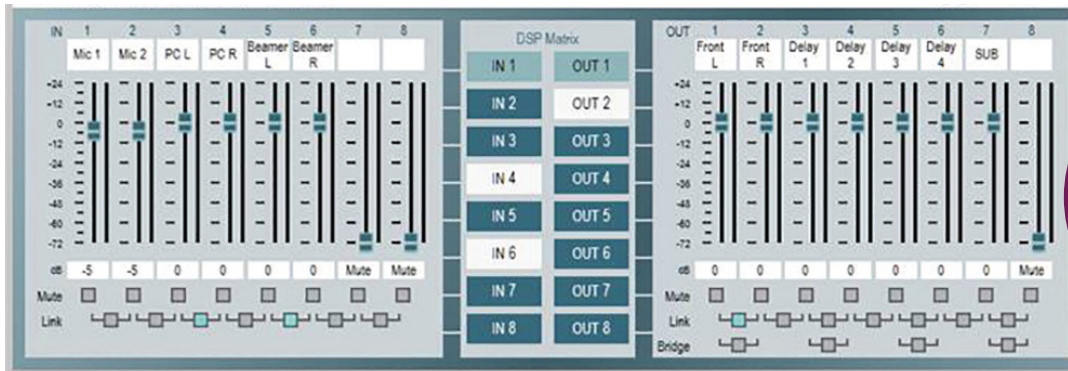 IN 1 2 3 4 5 6 7 8
Mic 1 Mic 2 PC L PC R Beamer L Beamer R
-24
-12
0
-12
-24
-36
-48
-60
-72
dB -5 -5 0 0 0 0 Mute Mute
Mute
Link
DSP Matrix
IN 1 OUT 1
IN 2 OUT 2
IN 3 OUT 3
IN 4 OUT 4
IN 5 OUT 5
IN 6 OUT 6
IN 7 OUT 7
IN 8 OUT 8
OUT 1 2 3 4 5 6 7 8
Front L Front R Delay 1 Delay 2 Delay 3 Delay 4 SUB
-24
-12
0
-12
-24
-36
-48
-60
-72
dB 0 0 0 0 0 0 0 Mute
Mute
Link
Bridge